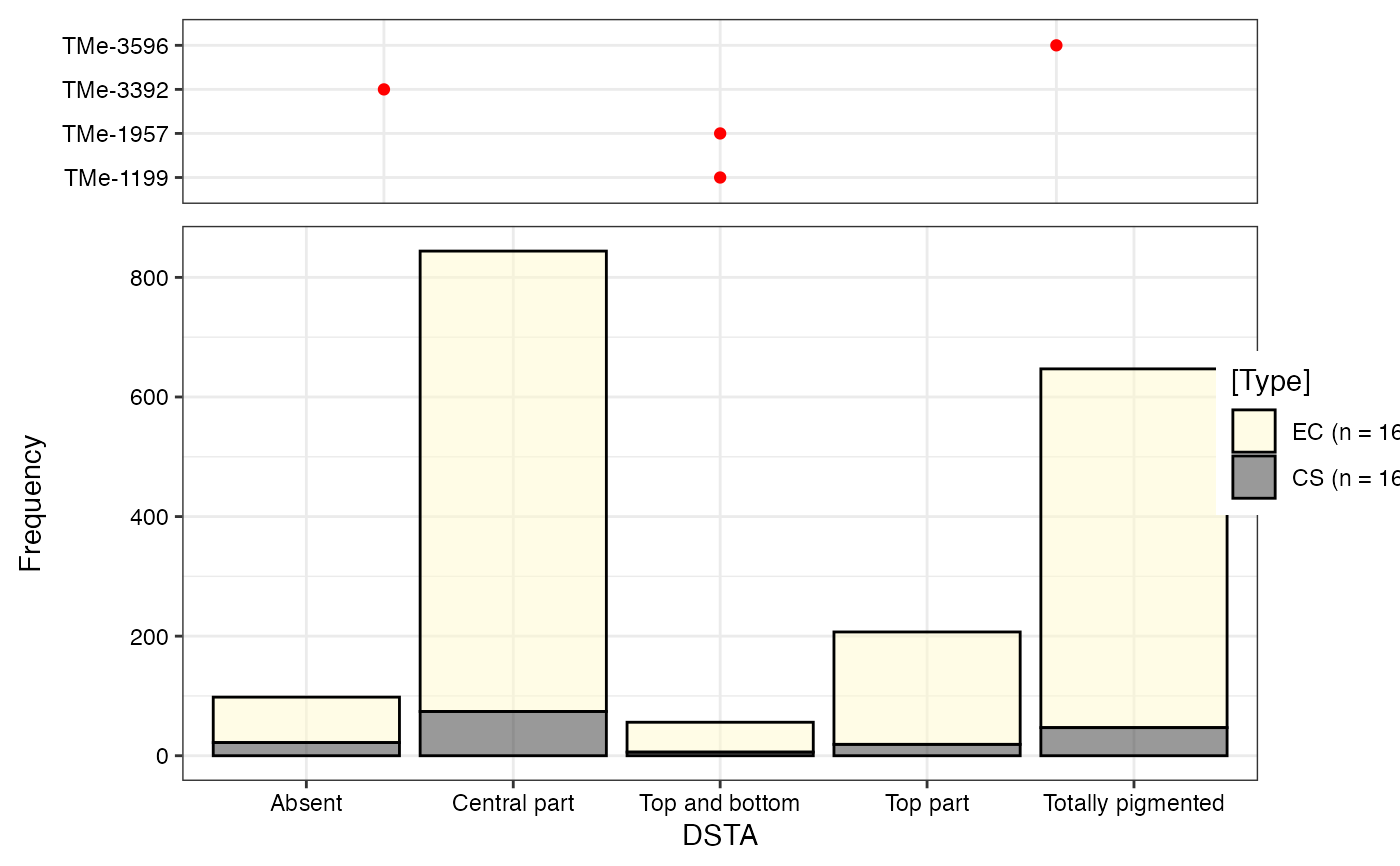 TMe-3596
TMe-3392
TMe-1957
TMe-1199
800
600
400
200
0
Frequency
[Type]
EC (n = 16
CS (n = 16
Absent Central part Top and bottom Top part Totally pigmented
DSTA